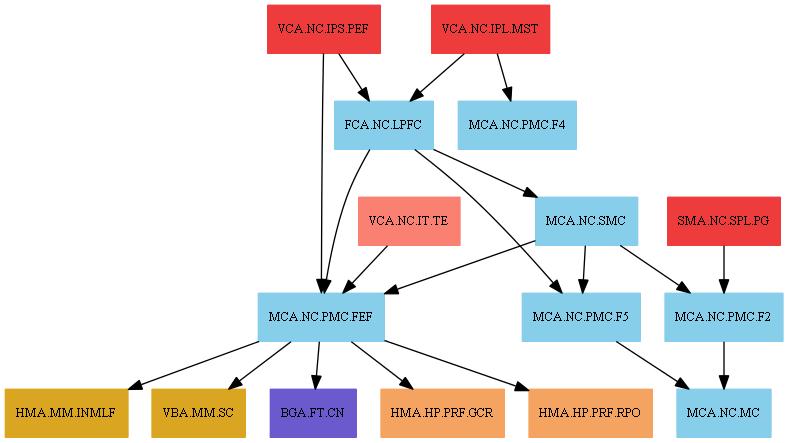 VCA.NC.IPS.PEF
VCA.NC.IPL.MST
FCA.NC.LPFC
MCA.NC.PMC.F4
VCA.NC.IT.TE
MCA.NC.SMC
SMA.NC.SPL.PG
MCA.NC.PMC.FEF
MCA.NC.PMC.F5
MCA.NC.PMC.F2
HMA.MM.INMLF
VBA.MM.SC
BGA.FT.CN
HMA.HP.PRF.GCR
HMA.HP.PRF.RPO
MCA.NC.MC